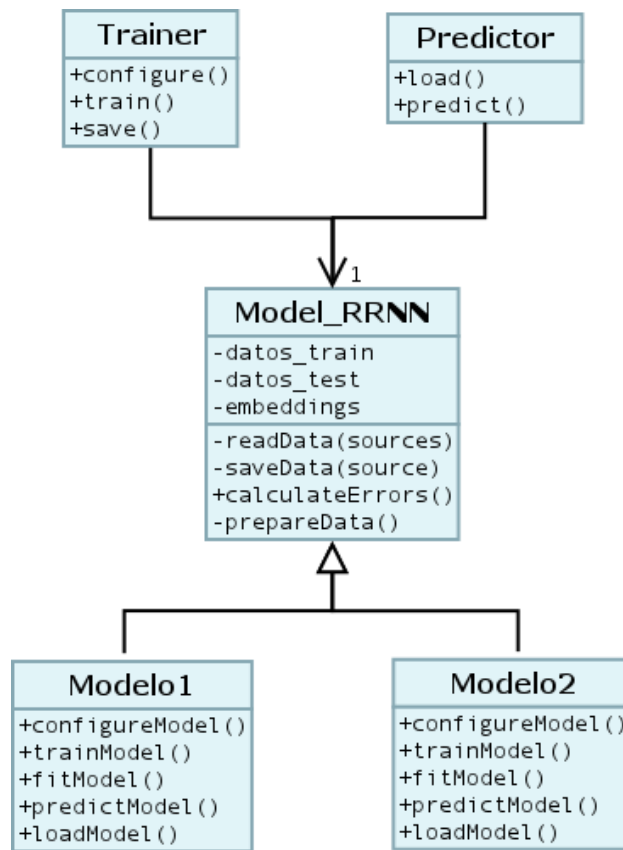 Trainer
+configure()
+train()
+save()
Predictor
+load()
+predict()
1
Model_RRNN
-datos_train
-datos_test
-embeddings
-readData(sources)
-saveData(source)
+calculateErrors()
-prepareData()
Modelo1
+configureModel()
+trainModel()
+fitModel()
+predictModel()
+loadModel()
Modelo2
+configureModel()
+trainModel()
+fitModel()
+predictModel()
+loadModel()